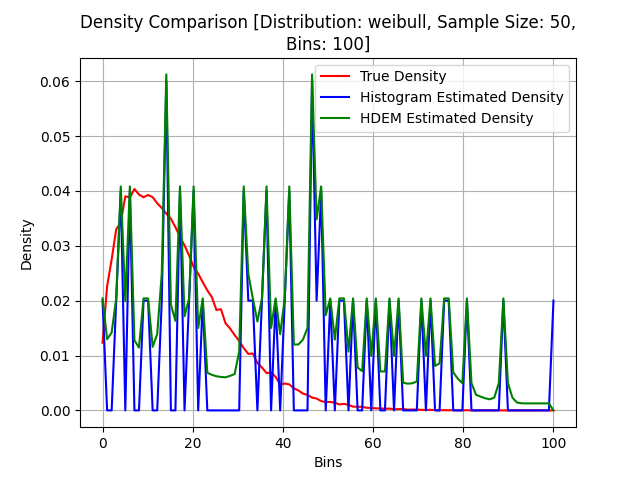 Density Comparison [Distribution: weibull, Sample Size: 50,
Bins: 100]
True Density
Histogram Estimated Density
HDEM Estimated Density
Density
0.06
0.05
0.04
0.03
0.02
0.01
0.00
0 20 40 60 80 100
Bins